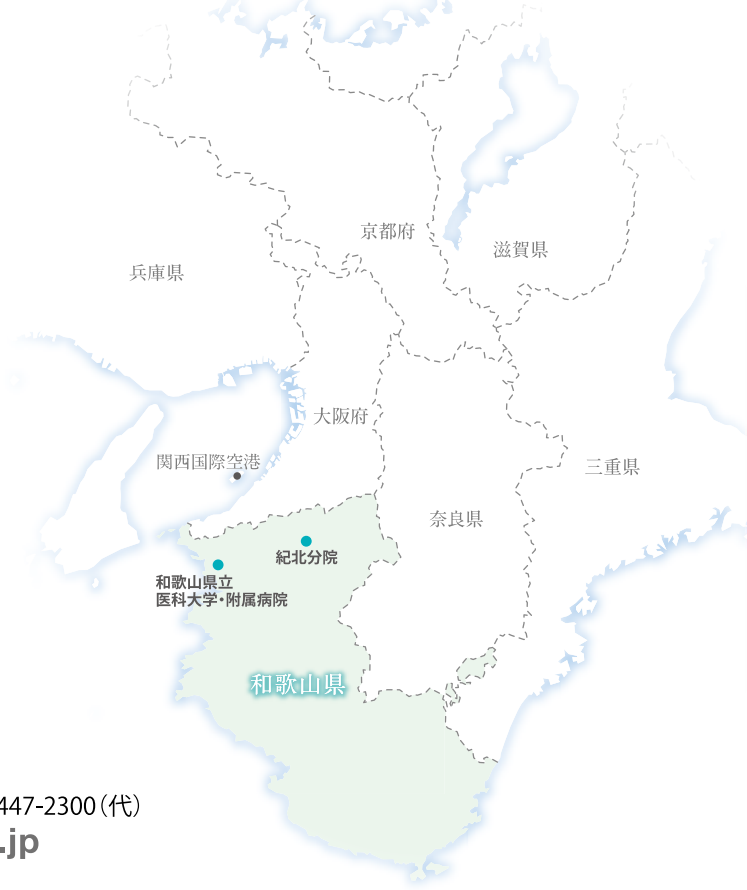 京都府
滋賀県
兵庫県
大阪府
関西国際空港
三重県
奈良県
紀北分院
和歌山県立
医科大学・附属病院
和歌山県
447-2300（代）
.jp